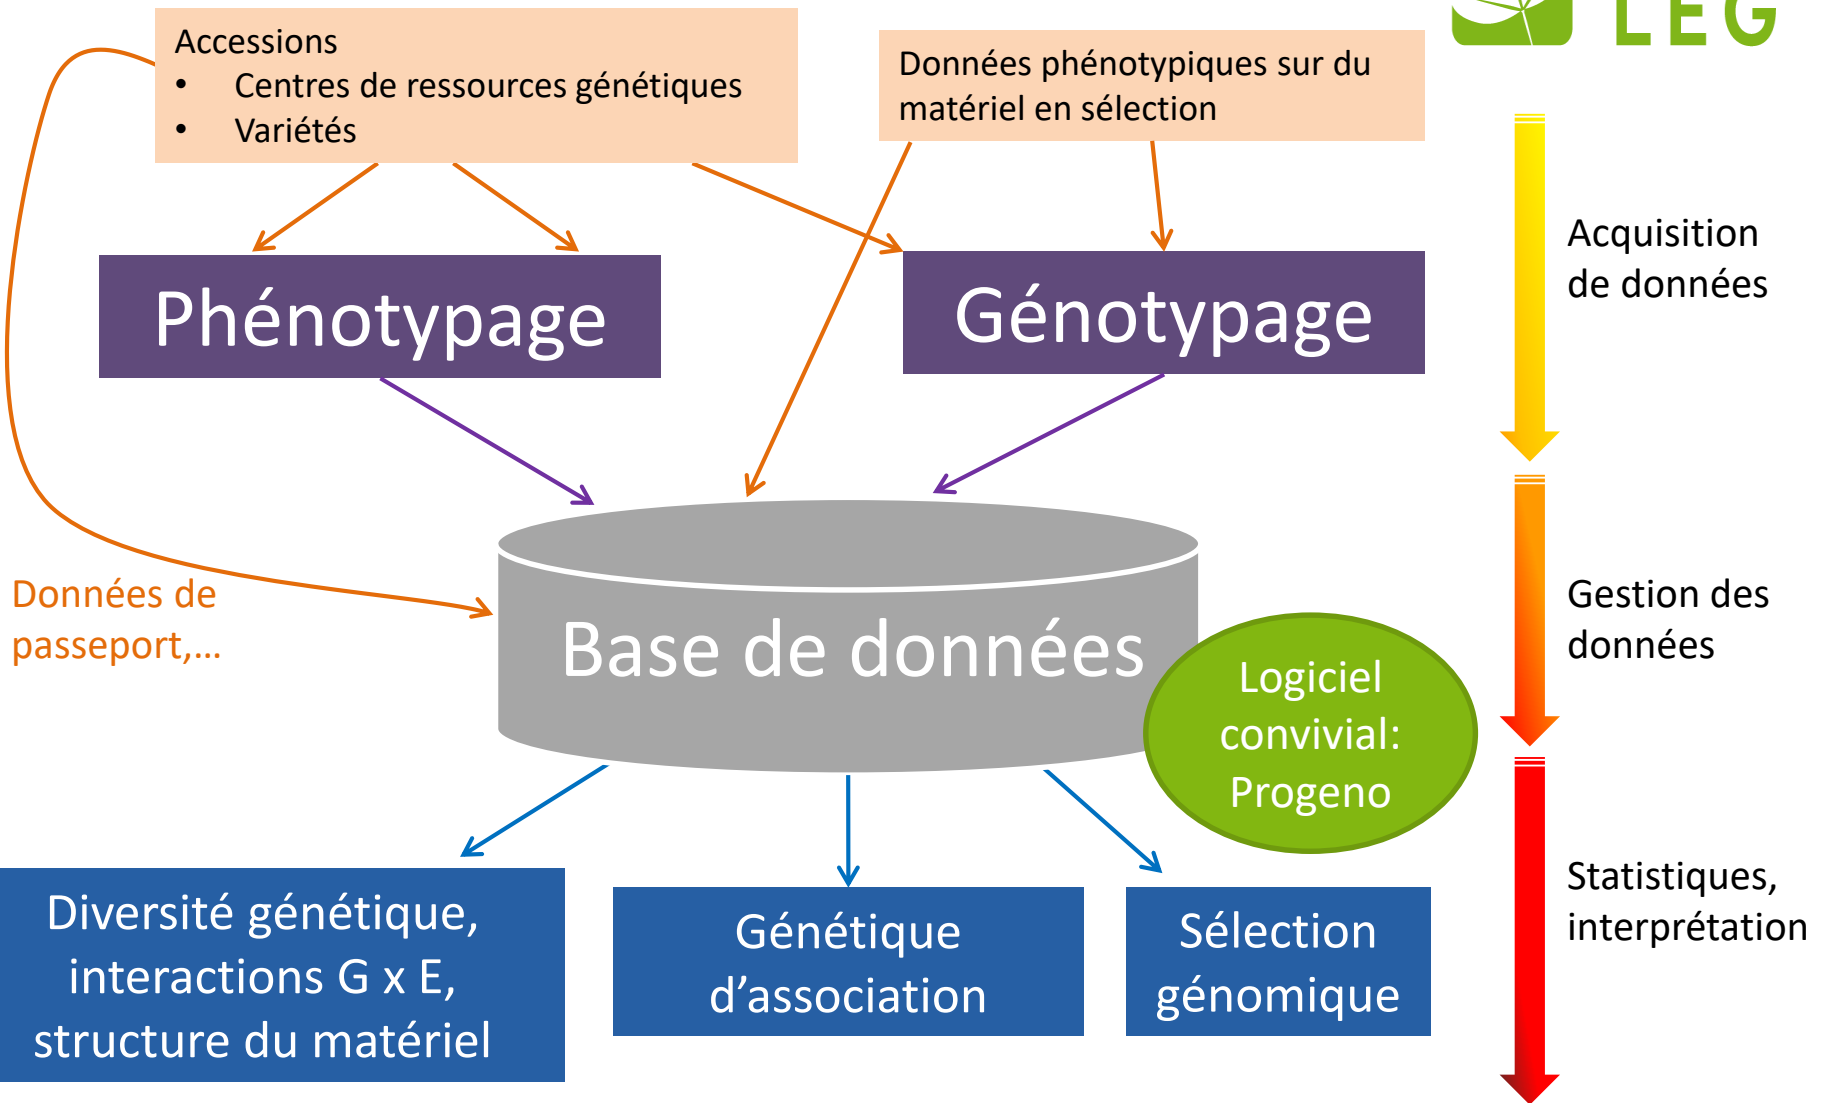 LEG
Accessions
• Centres de ressources génétiques
• Variétés
Données phénotypiques sur du
matériel en sélection
Acquisition
de données
Phénotypage
Génotypage
Données de
passeport,...
Base de données
Logiciel
convivial:
Progeno
Gestion des
données
Diversité génétique,
interactions G x E,
structure du matériel
Génétique
d’association
Sélection
génomique
Statistiques,
interprétation